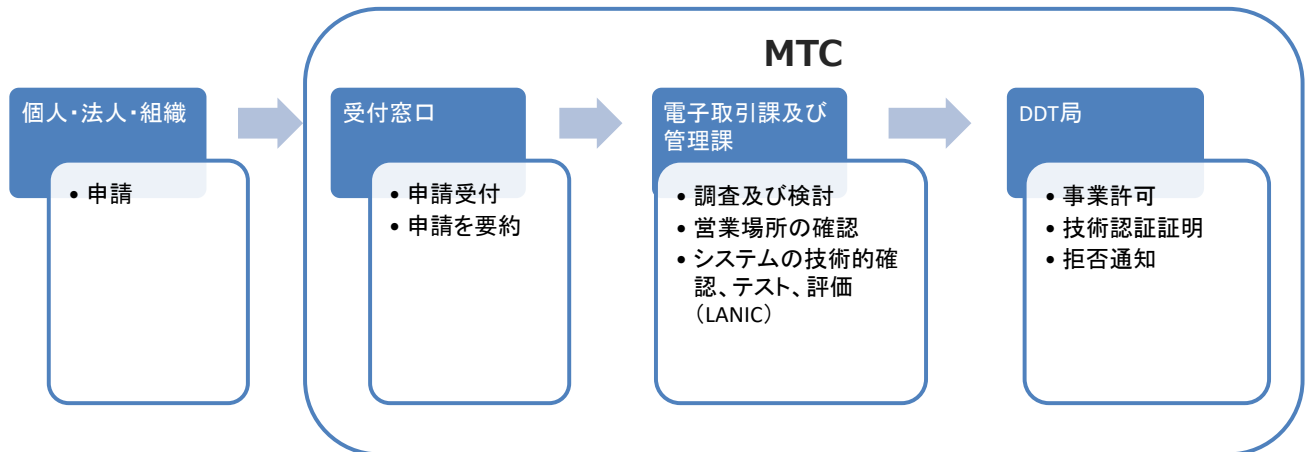 MTC
個人・法人・組織
・申請
受付窓口
• 申請受付
• 申請を要約
電子取引課及び
管理課
• 調査及び検討
• 営業場所の確認
• システムの技術的確
認、テスト、評価
（LANIC）
DDT局
• 事業許可
• 技術認証証明
• 拒否通知